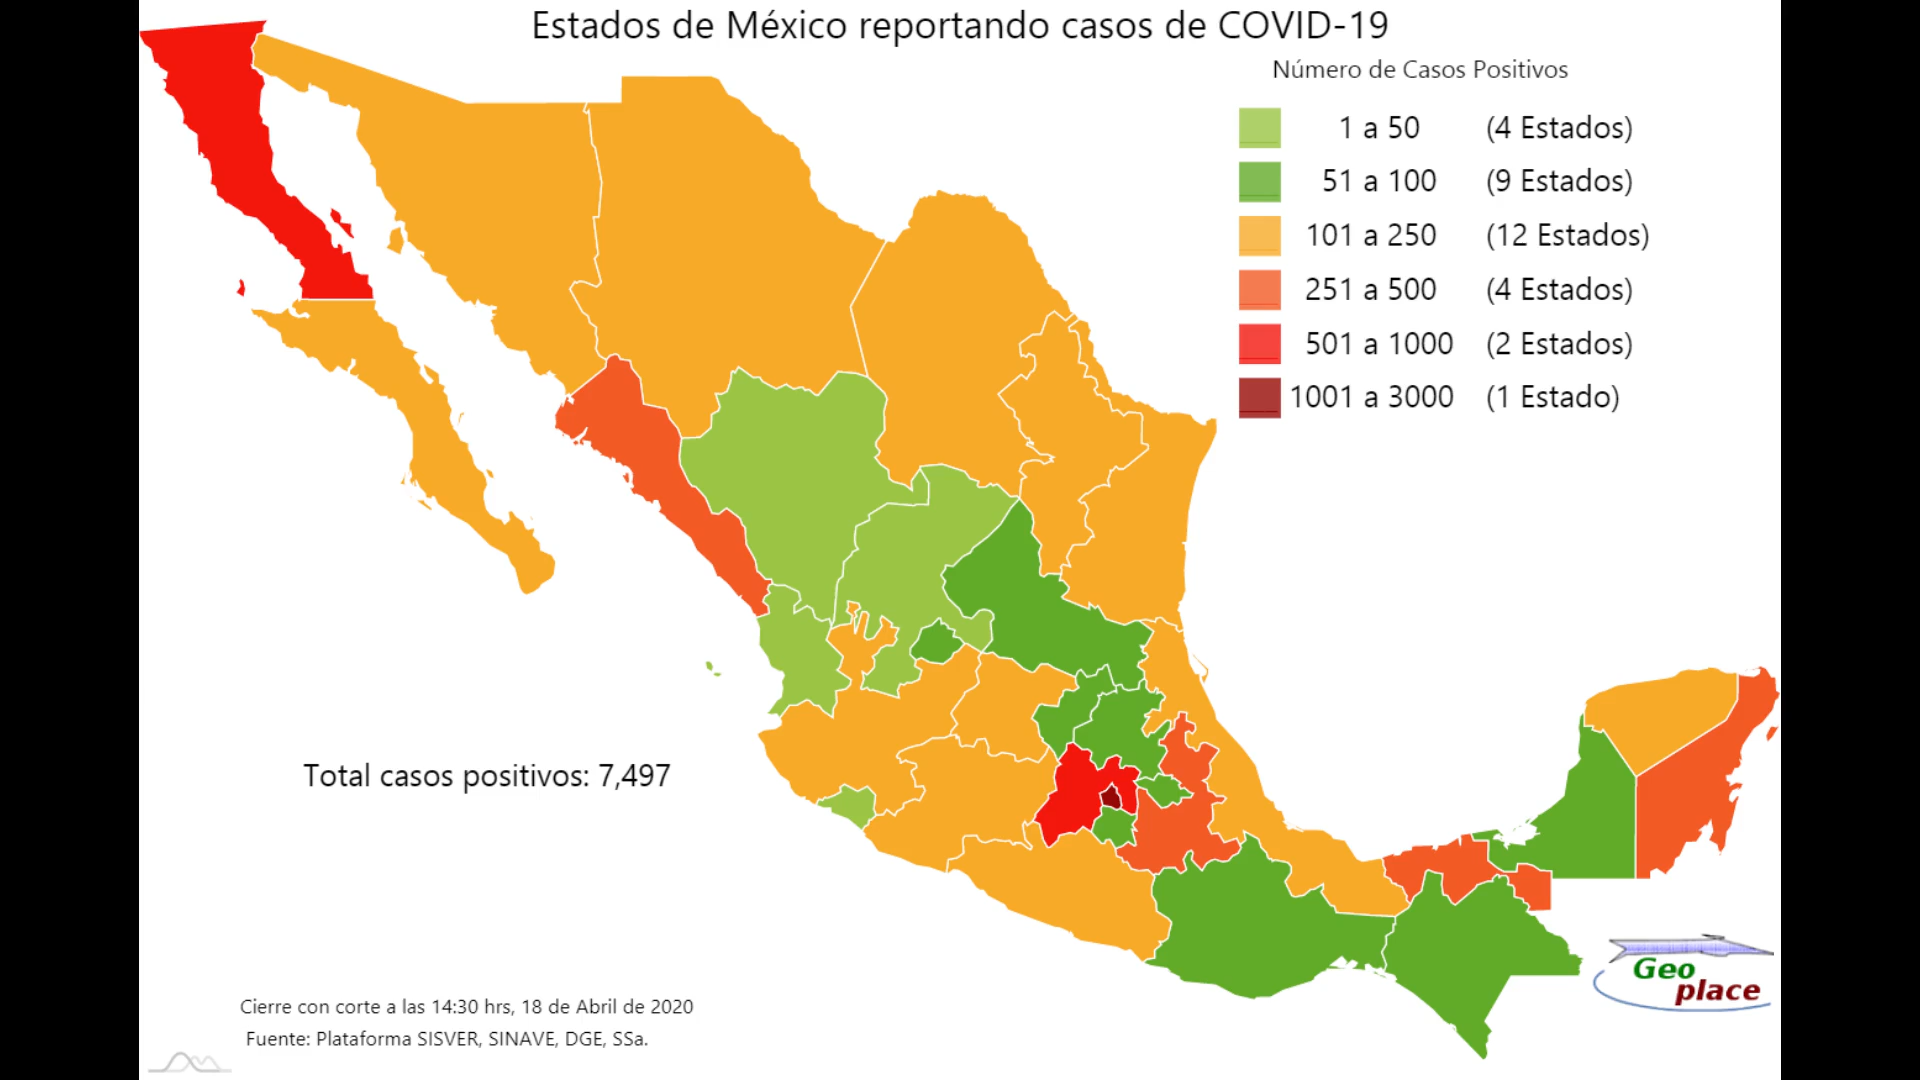 Estados de México reportando casos de COVID-19
Número de Casos Positivos
1 a 50 (4 Estados)
51 a 100 (9 Estados)
101 a 250 (12 Estados)
251 a 500 (4 Estados)
501 a 1000 (2 Estados)
1001 a 3000 (1 Estado)
Total casos positivos: 7,497
Geo
place
Cierre con corte a las 14:30 hrs, 18 de Abril de 2020
Fuente: Plataforma SISVER, SINAVE, DGE, SSa.